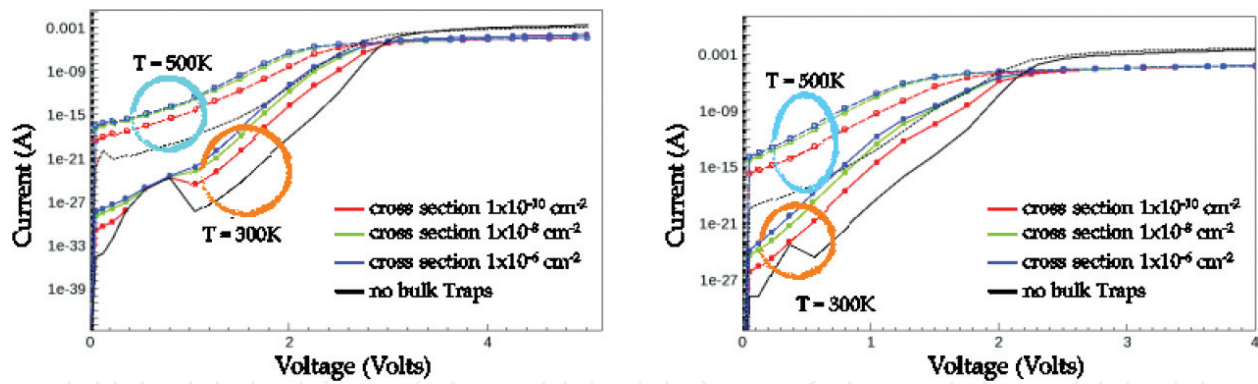 Current (A)
0.001
1e-09
1e-15
1e-21
1e-27
1e-33
1e-39
T = 500K
T = 300K
cross section 1x10⁻¹⁰ cm⁻²
cross section 1x10⁻⁸ cm⁻²
cross section 1x10⁻⁶ cm⁻²
no bulk Traps
0 2 4
Voltage (Volts)
Current (A)
0.001
1e-09
1e-15
1e-21
1e-27
T = 500K
T = 300K
cross section 1x10⁻¹⁰ cm⁻²
cross section 1x10⁻⁸ cm⁻²
cross section 1x10⁻⁶ cm⁻²
no bulk Traps
0 1 2 3 4
Voltage (Volts)